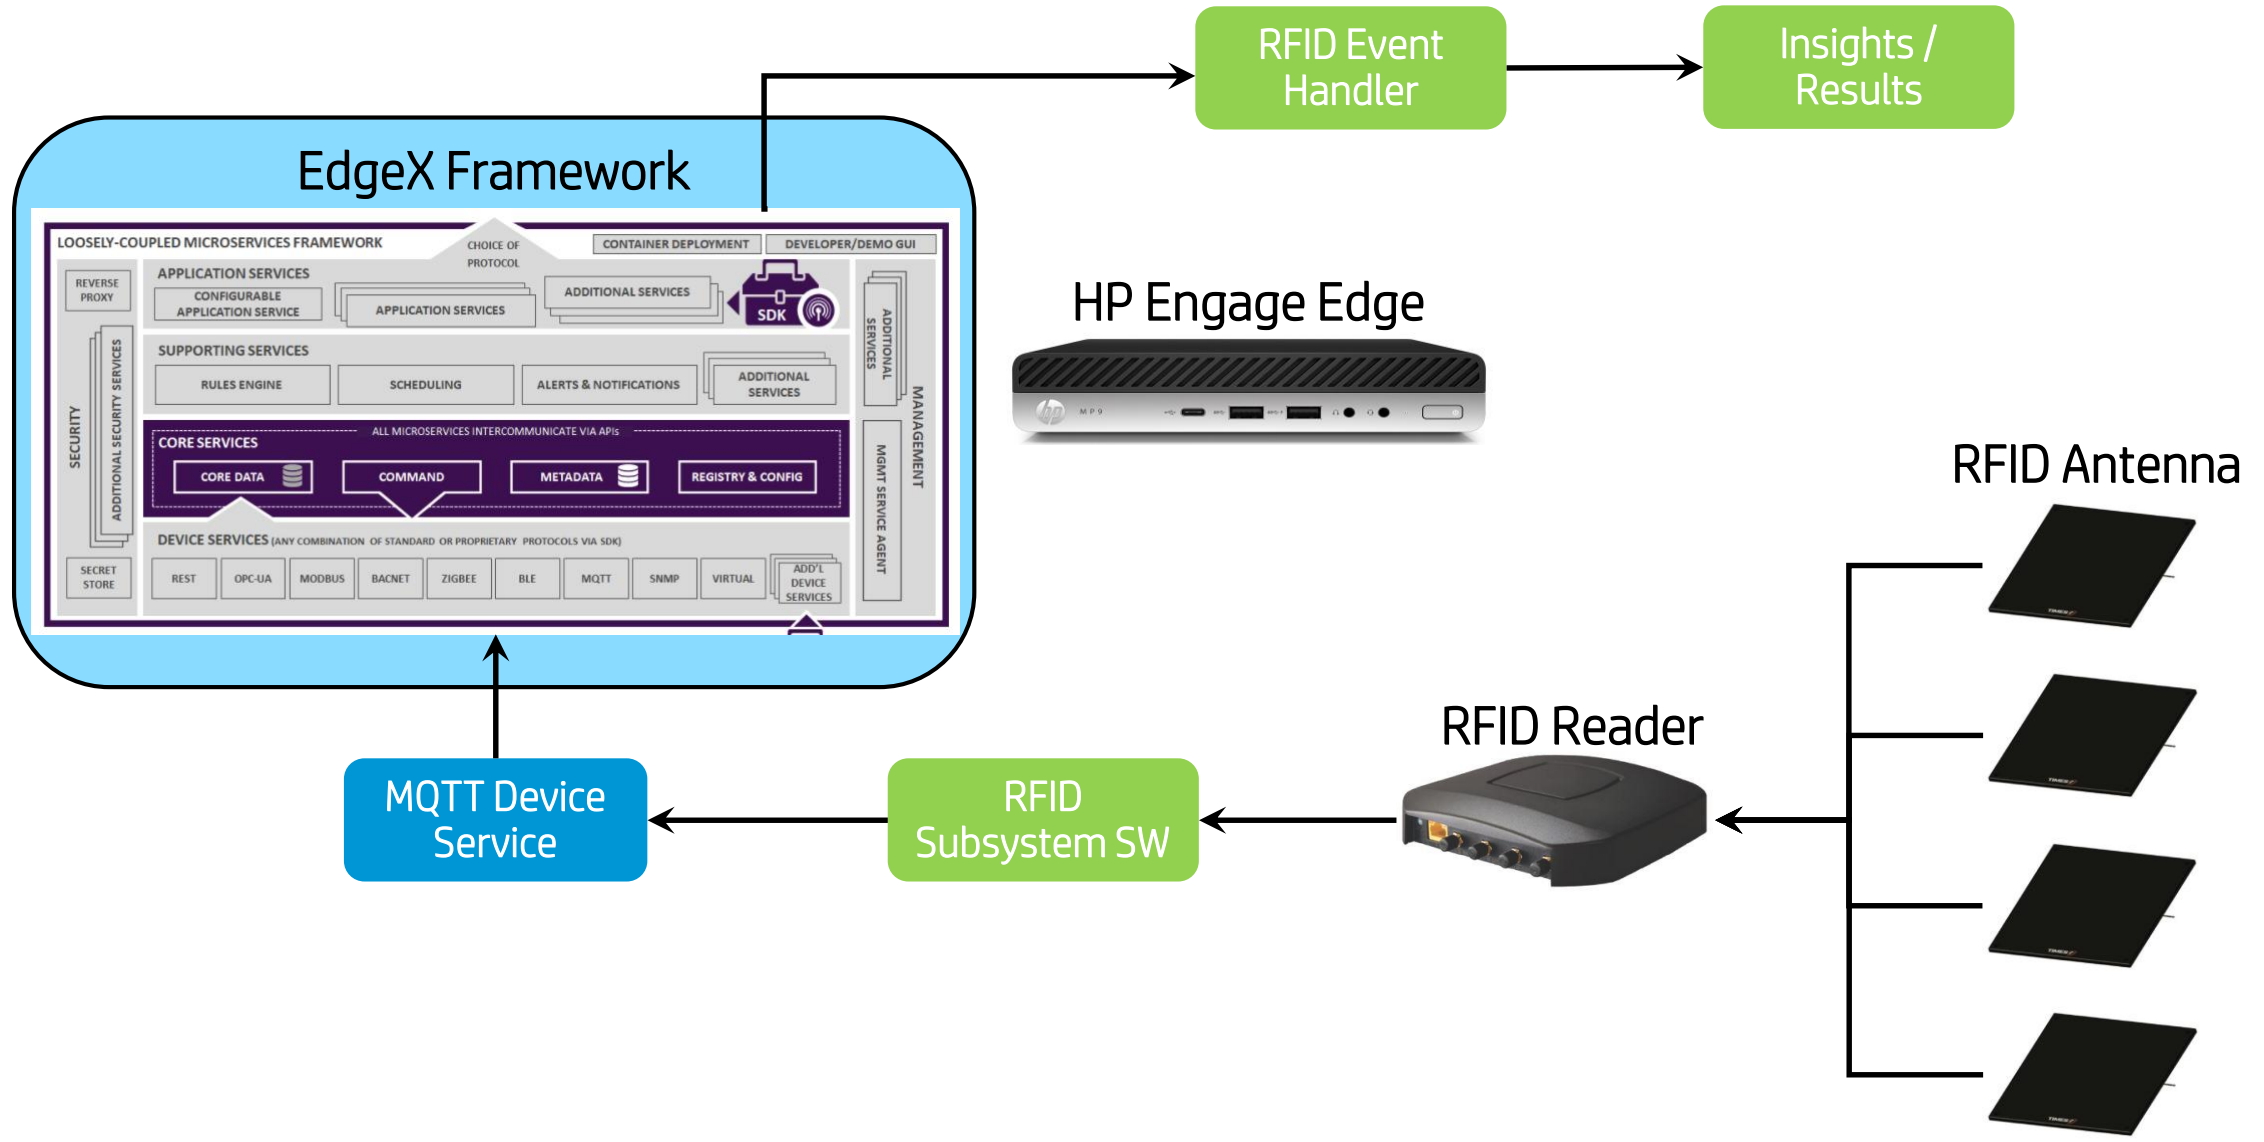 RFID Event
Handler
Insights /
Results
EdgeX Framework
LOOSELY-COUPLED MICROSERVICES FRAMEWORK
CHOICE OF
PROTOCOL
CONTAINER DEPLOYMENT
DEVELOPER/DEMO GUI
REVERSE
PROXY
APPLICATION SERVICES
CONFIGURABLE
APPLICATION SERVICE
APPLICATION SERVICES
ADDITIONAL SERVICES
SDK
ADDITIONAL
SERVICES
SUPPORTING SERVICES
RULES ENGINE
SCHEDULING
ALERTS & NOTIFICATIONS
ADDITIONAL
SERVICES
SECURITY
ADDITIONAL SECURITY SERVICES
MANAGEMENT
MGMT SERVICE AGENT
ALL MICROSERVICES INTERCOMMUNICATE VIA APIs
CORE SERVICES
CORE DATA
COMMAND
METADATA
REGISTRY & CONFIG
DEVICE SERVICES (ANY COMBINATION OF STANDARD OR PROPRIETARY PROTOCOLS VIA SDK)
SECRET
STORE
REST
OPC-UA
MODBUS
BACNET
ZIGBEE
BLE
MQTT
SNMP
VIRTUAL
ADD'L
DEVICE
SERVICES
HP Engage Edge
hp
MP9
RFID Antenna
RFID Reader
MQTT Device
Service
RFID
Subsystem SW